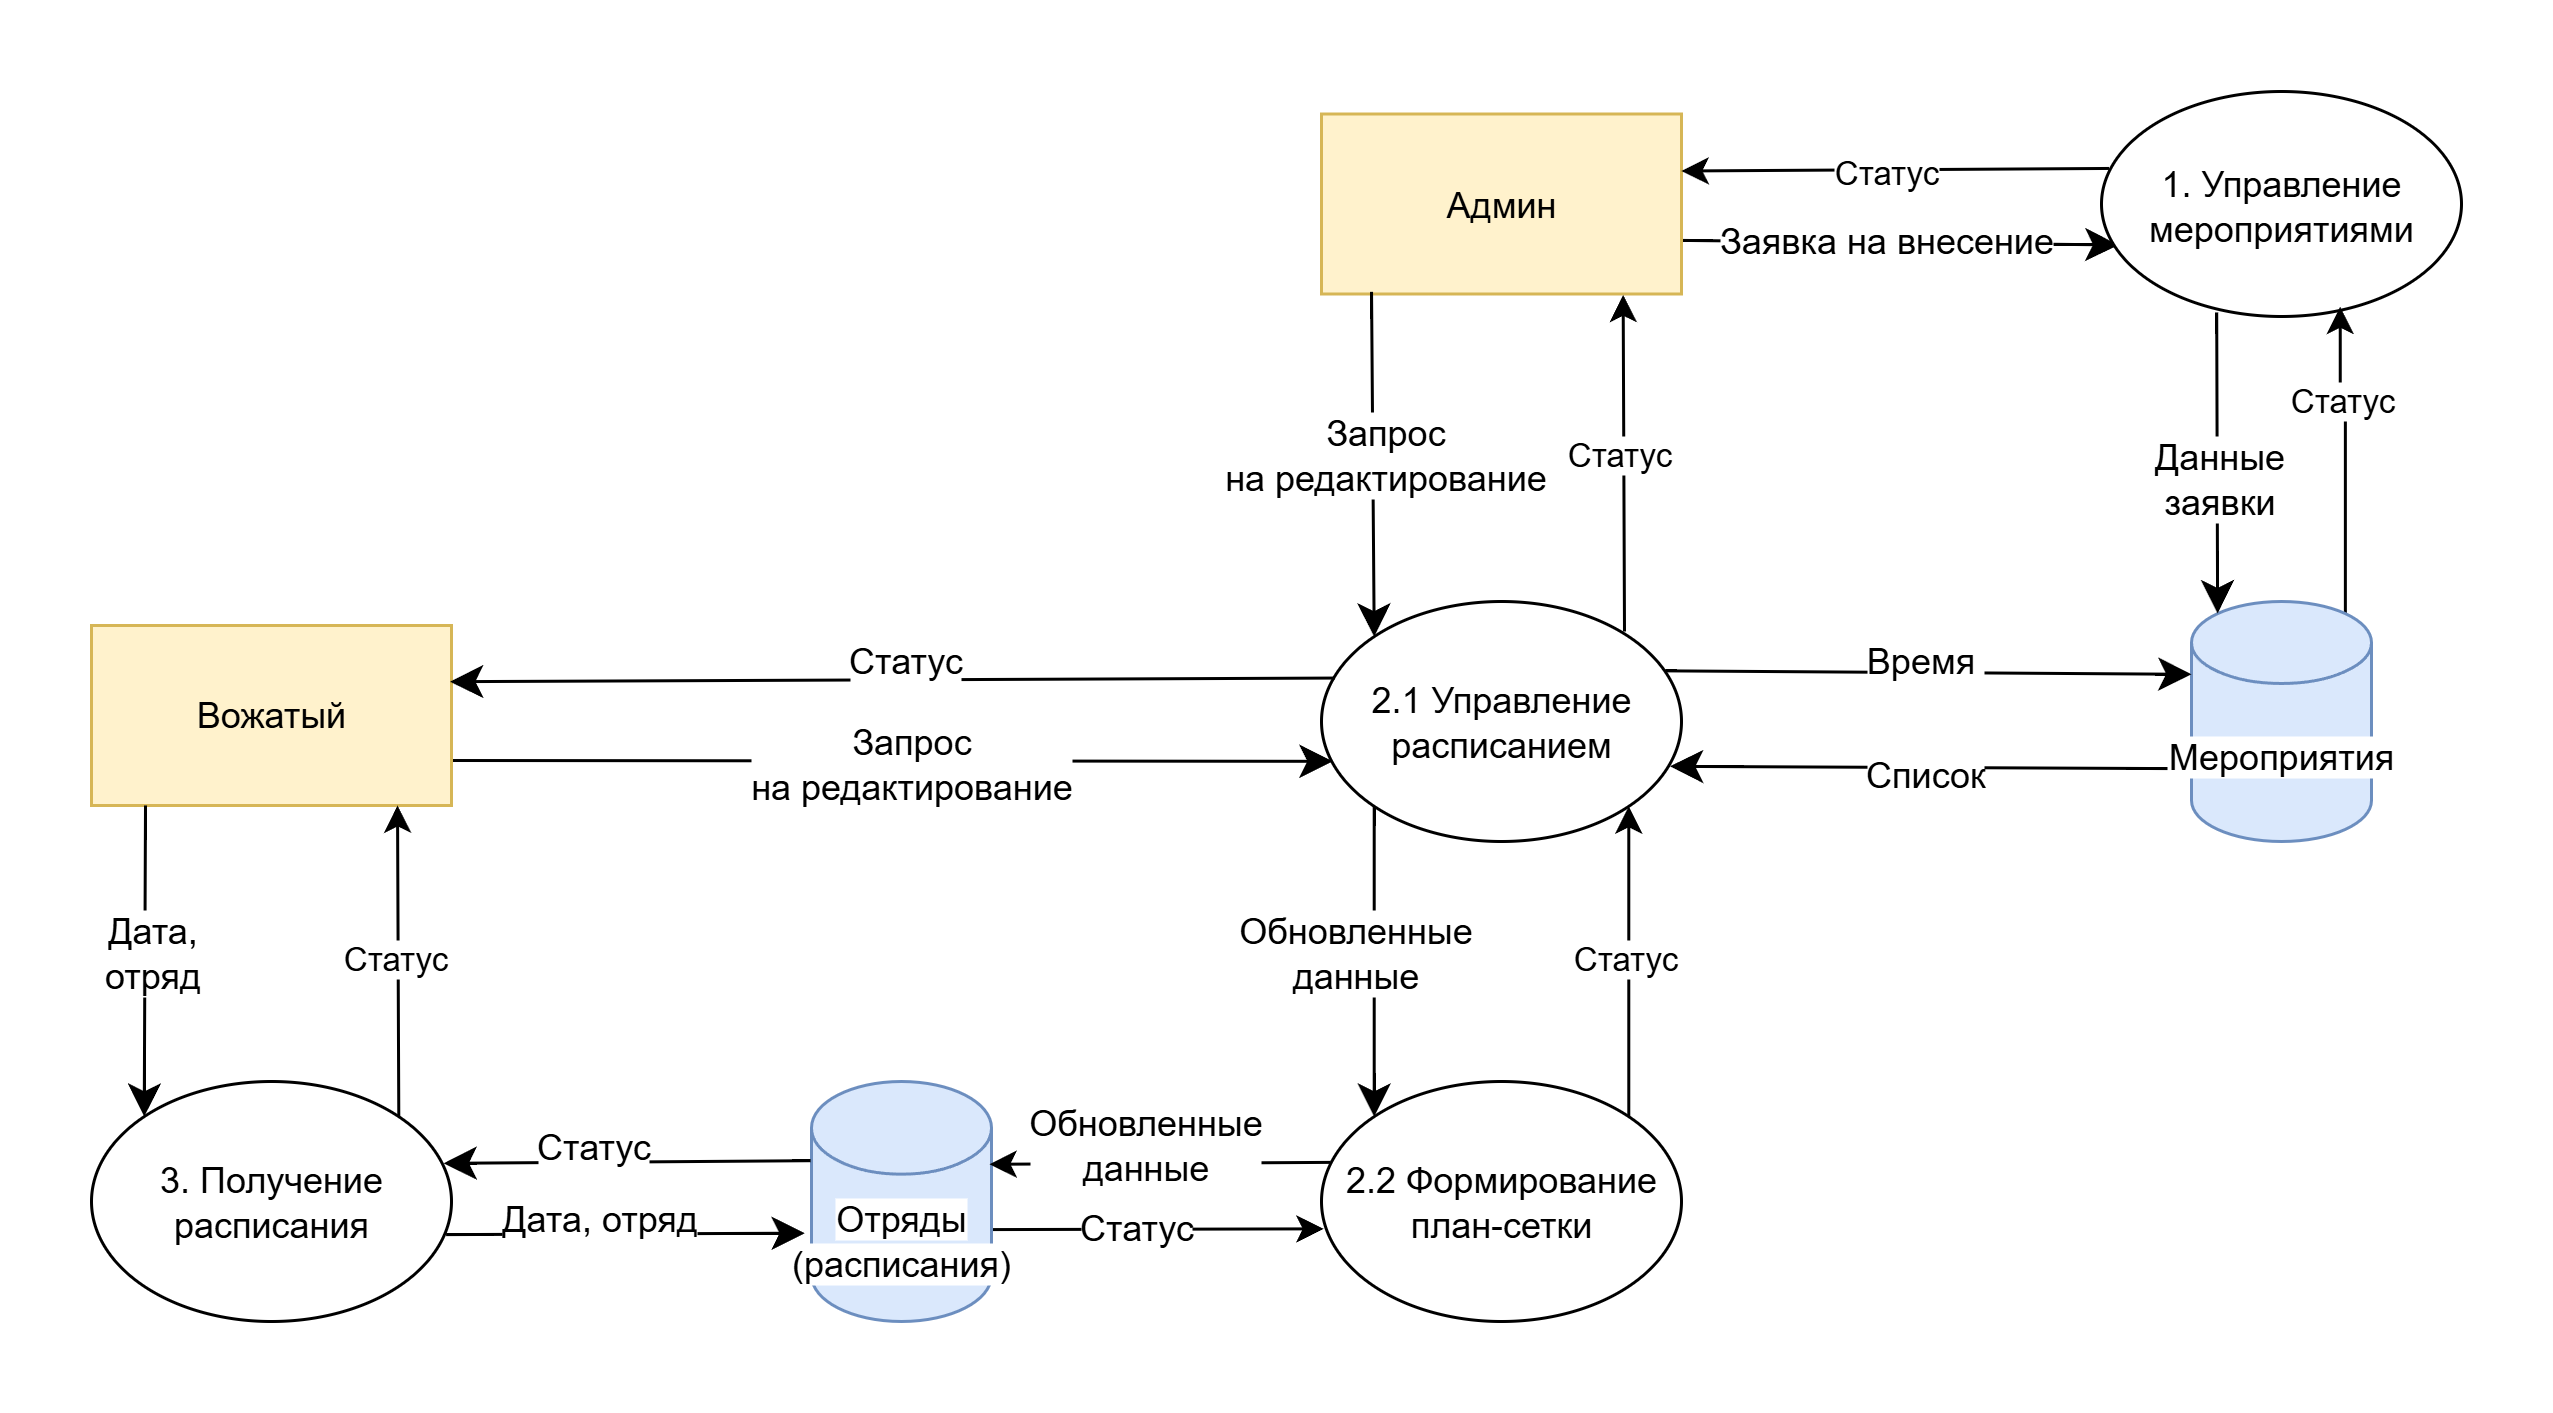 Админ
Статус
Заявка на внесение
1. Управление
мероприятиями
Запрос
на редактирование
Статус
Данные
заявки
Статус
Вожатый
Статус
Запрос
на редактирование
2.1 Управление
расписанием
Время
Список
Мероприятия
Дата,
отряд
Статус
Обновленные
данные
Статус
3. Получение
расписания
Статус
Дата, отряд
Отряды
(расписания)
Обновленные
данные
Статус
2.2 Формирование
план-сетки